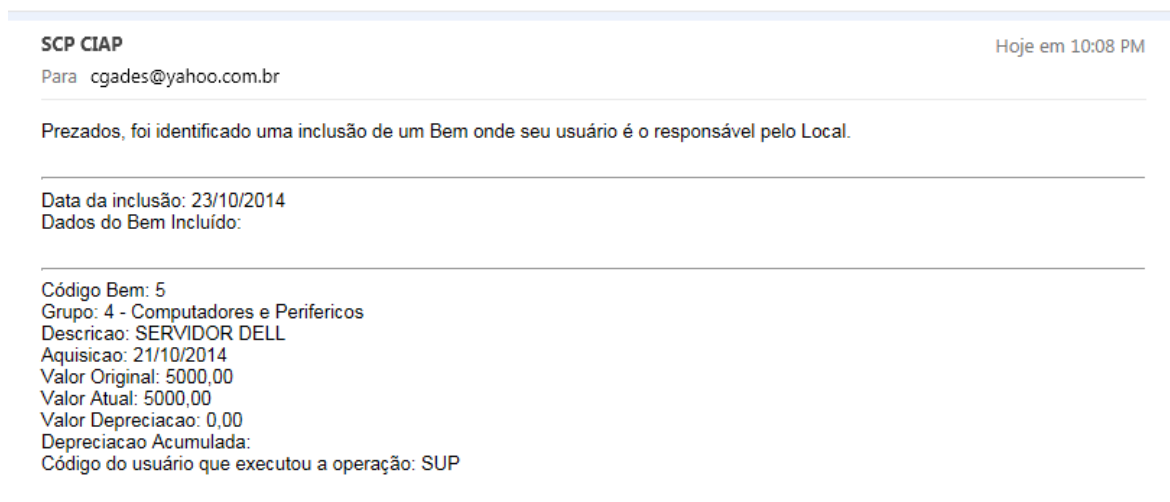 SCP CIAP
Hoje em 10:08 PM
Para cgades@yahoo.com.br
Prezados, foi identificado uma inclusão de um Bem onde seu usuário é o responsável pelo Local.
Data da inclusão: 23/10/2014
Dados do Bem Incluído:
Código Bem: 5
Grupo: 4 - Computadores e Perifericos
Descricao: SERVIDOR DELL
Aquisicao: 21/10/2014
Valor Original: 5000,00
Valor Atual: 5000,00
Valor Depreciacao: 0,00
Depreciacao Acumulada:
Código do usuário que executou a operação: SUP